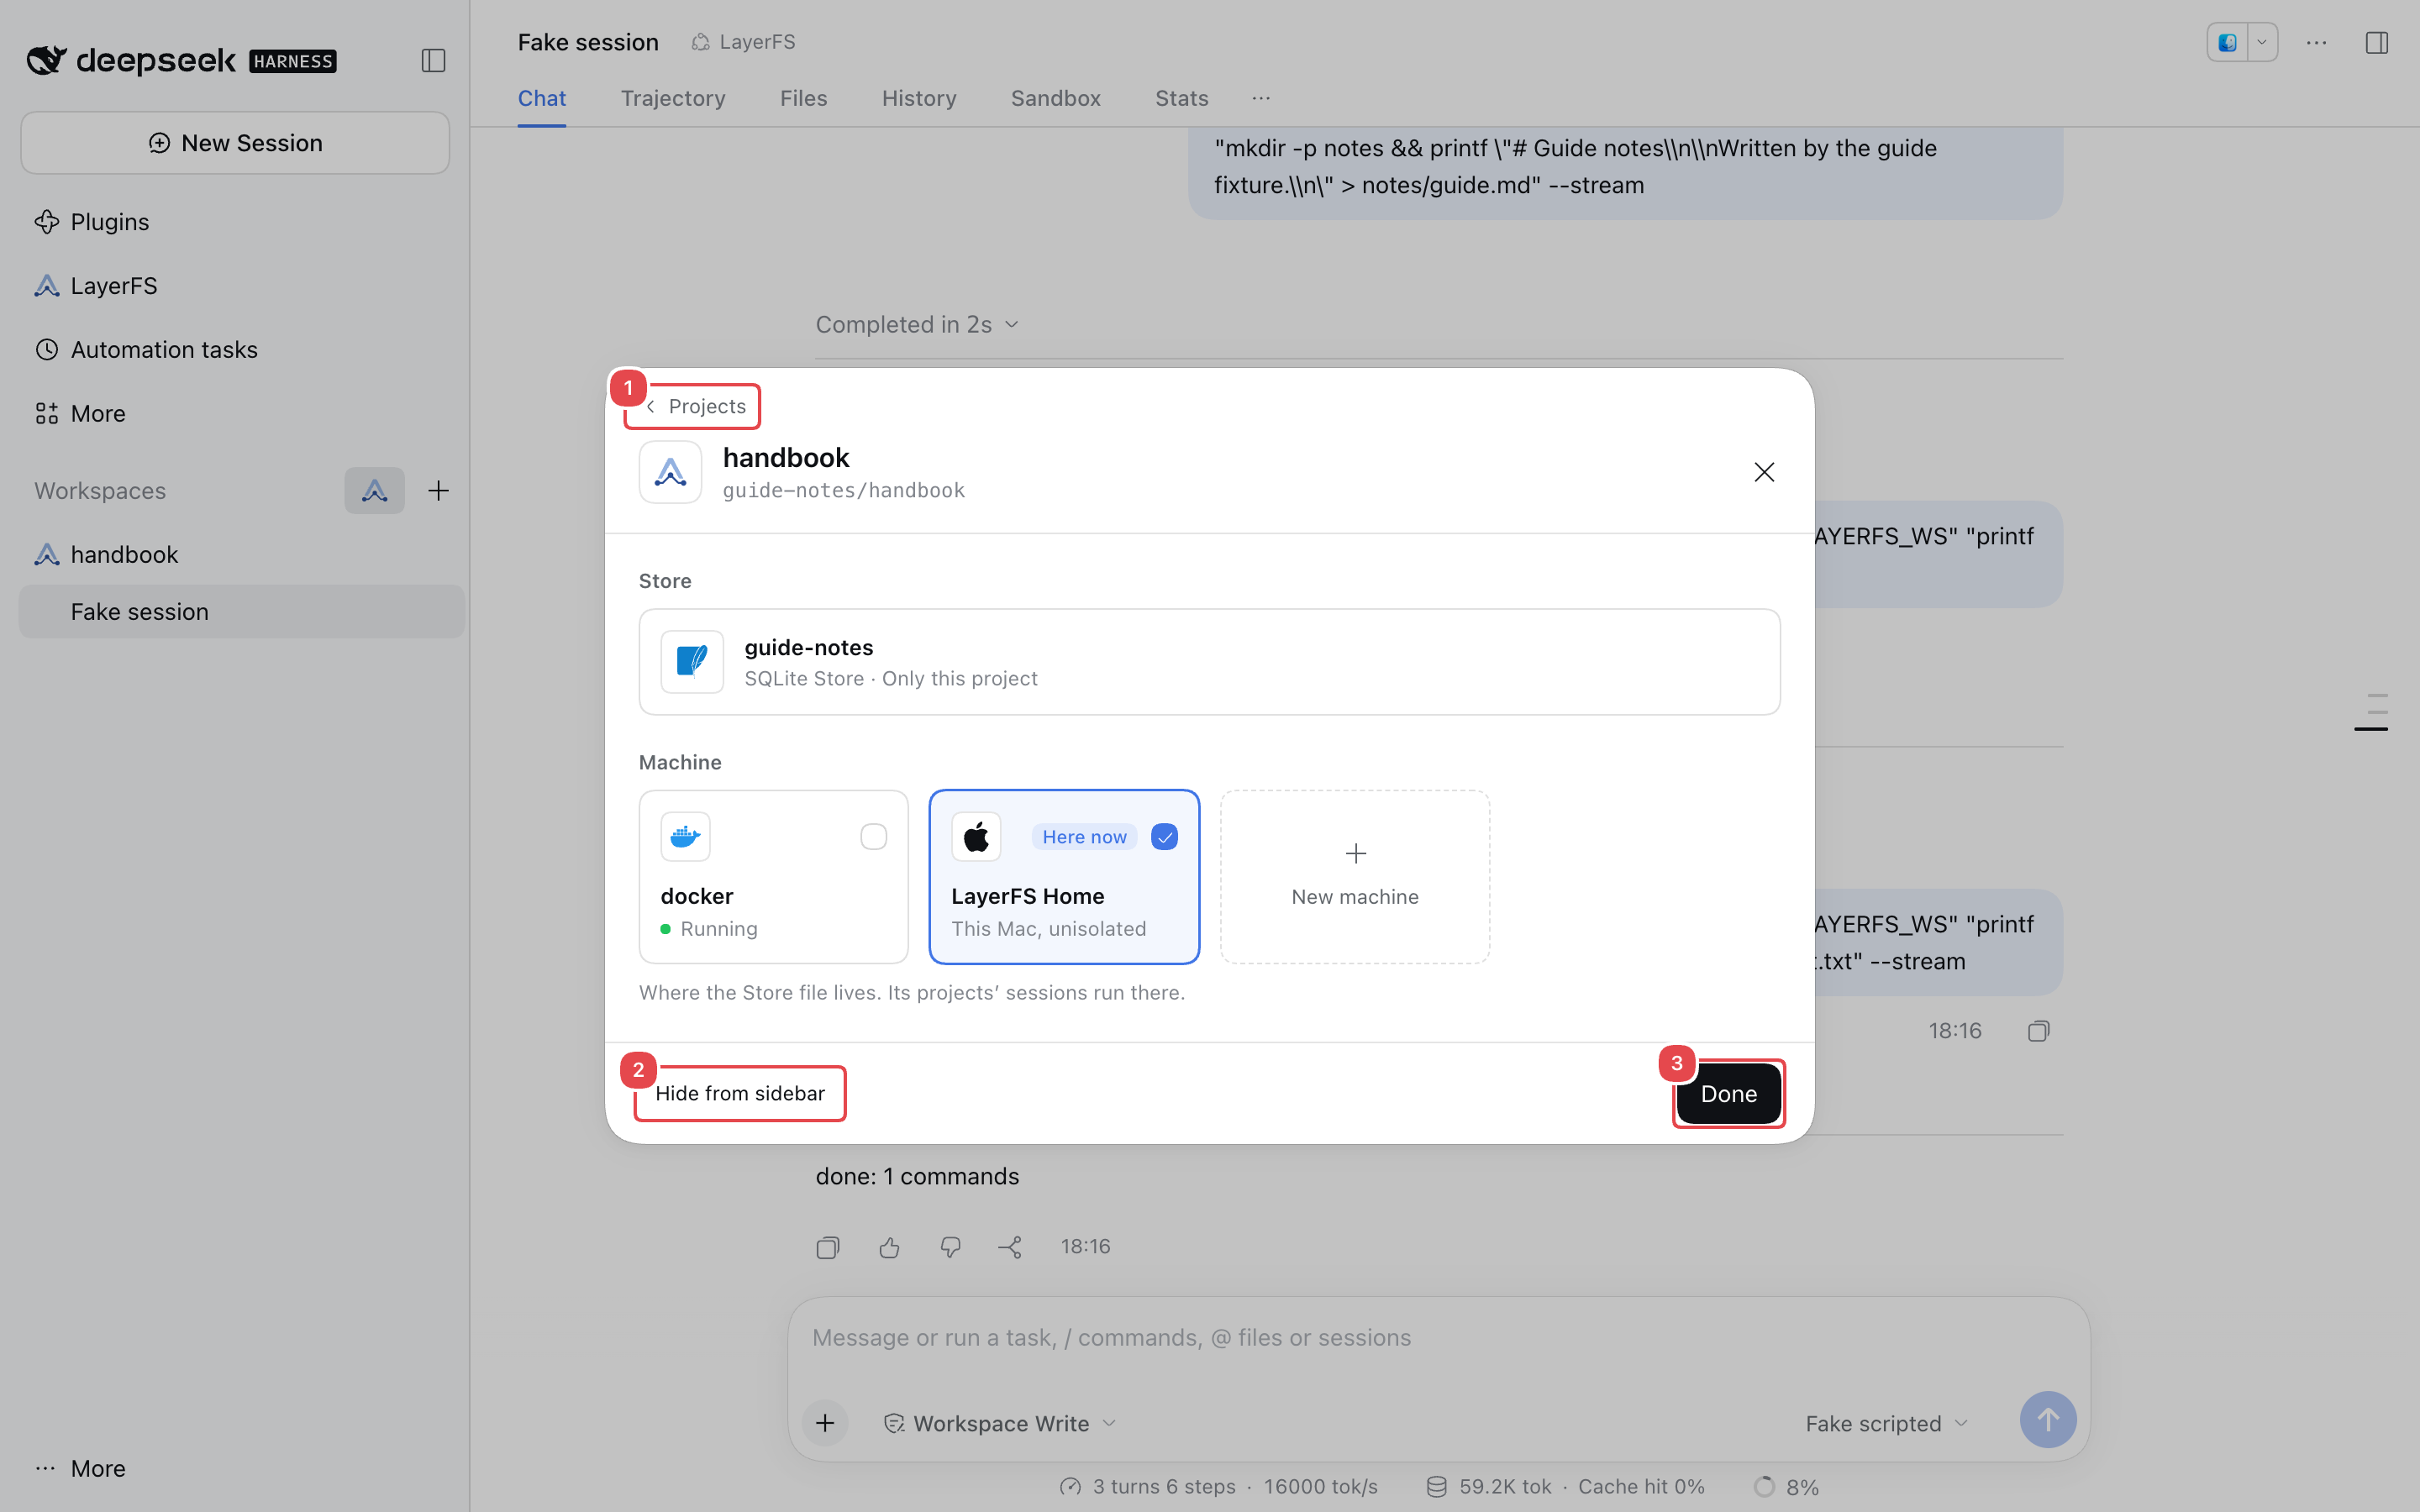 deepseek HARNESS
New Session
Plugins
LayerFS
Automation tasks
More
Workspaces
handbook
Fake session
More
Fake session LayerFS
Chat Trajectory Files History Sandbox Stats
"mkdir -p notes && printf \"# Guide notes\\n\\nWritten by the guide
fixture.\\n\" > notes/guide.md" --stream
Completed in 2s
1
Projects
handbook
guide-notes/handbook
Store
guide-notes
SQLite Store · Only this project
Machine
docker
Running
Here now
LayerFS Home
This Mac, unisolated
New machine
Where the Store file lives. Its projects’ sessions run there.
2
Hide from sidebar
3
Done
AYERFS_WS" "printf
AYERFS_WS" "printf
t.txt" --stream
18:16
done: 1 commands
18:16
Message or run a task, / commands, @ files or sessions
Workspace Write
Fake scripted
3 turns 6 steps · 16000 tok/s 59.2K tok · Cache hit 0% 8%